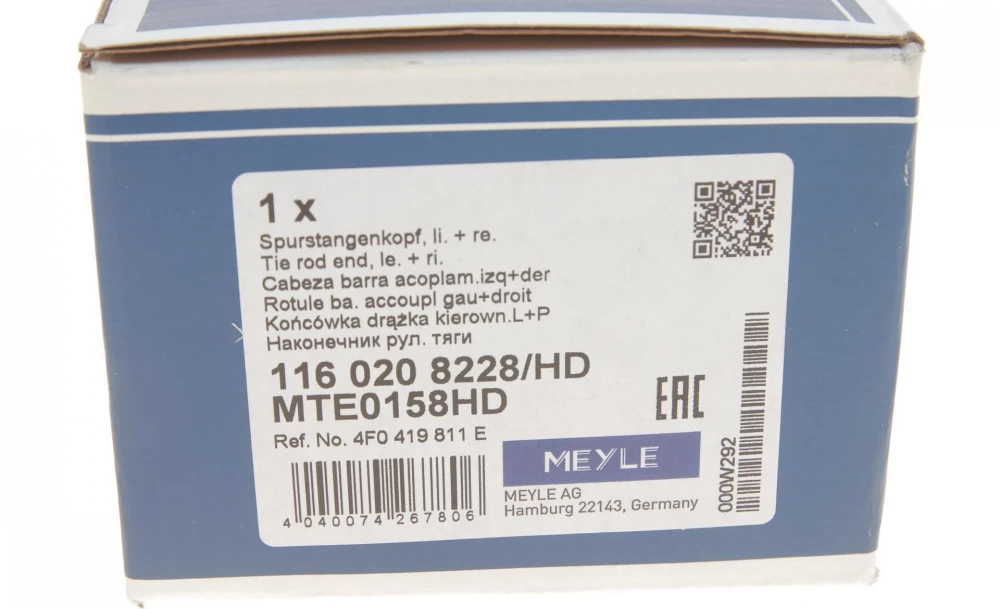 1 x
Spurstangenkopf, li. + re.
Tie rod end, le. + ri.
Cabeza barra acoplam.izq+der
Rotule ba. accoupl gau+droit
Końcówka drążka kierown.L+P
Наконечник рул. тяги
116 020 8228/HD
MTE0158HD
Ref. No. 4F0 419 811 E
EAC
MEYLE
MEYLE AG
Hamburg 22143, Germany
4 040074 267806
000W292